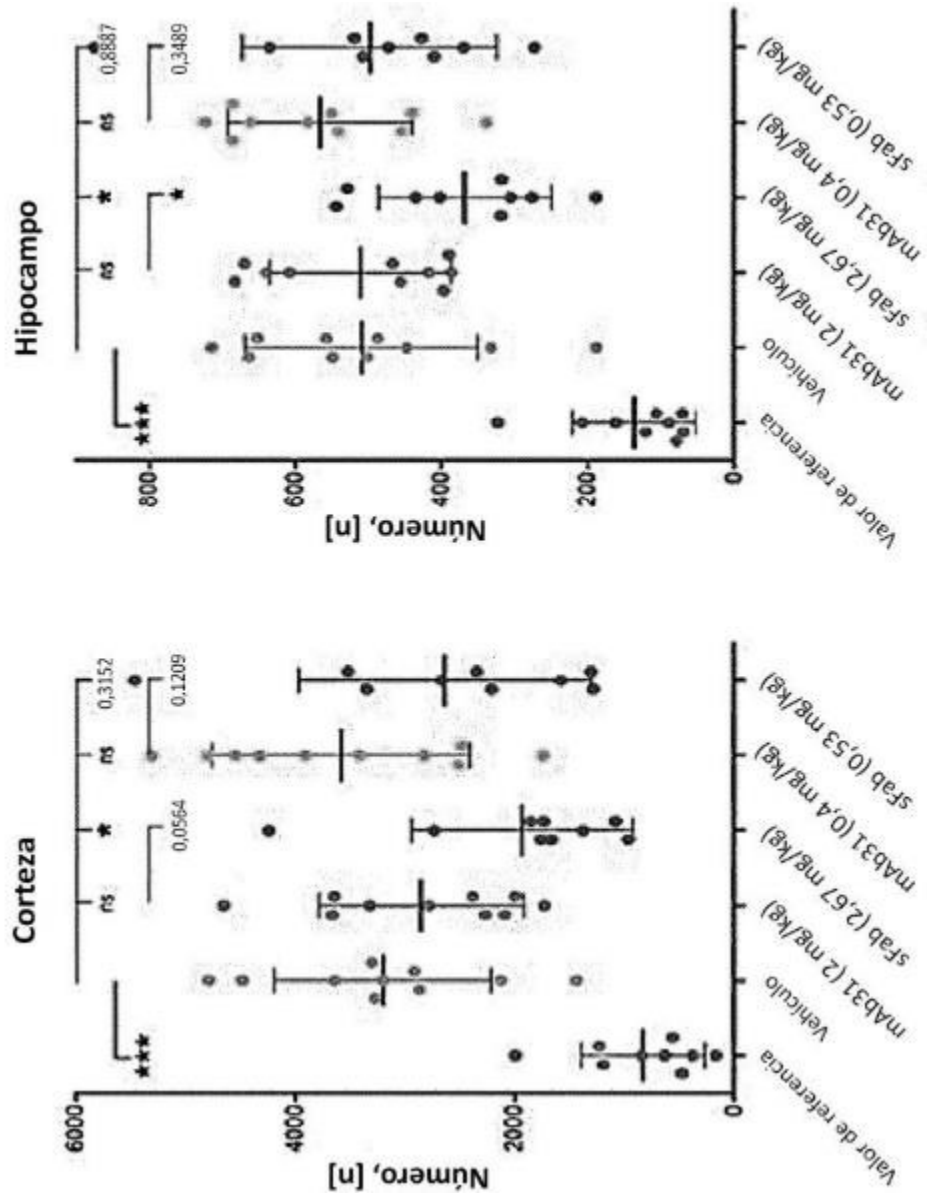 Corteza
6000
4000
2000
0
Número, [n]
***
ns
*
ns
0,3152
0,0564
0,1209
Valor de referencia
Vehículo
mAb31 (2 mg/kg)
sFab (2,67 mg/kg)
mAb31 (0,4 mg/kg)
sFab (0,53 mg/kg)
Hipocampo
800
600
400
200
0
Número, [n]
***
ns
*
ns
0,8887
*
0,3489
Valor de referencia
Vehículo
mAb31 (2 mg/kg)
sFab (2,67 mg/kg)
mAb31 (0,4 mg/kg)
sFab (0,53 mg/kg)